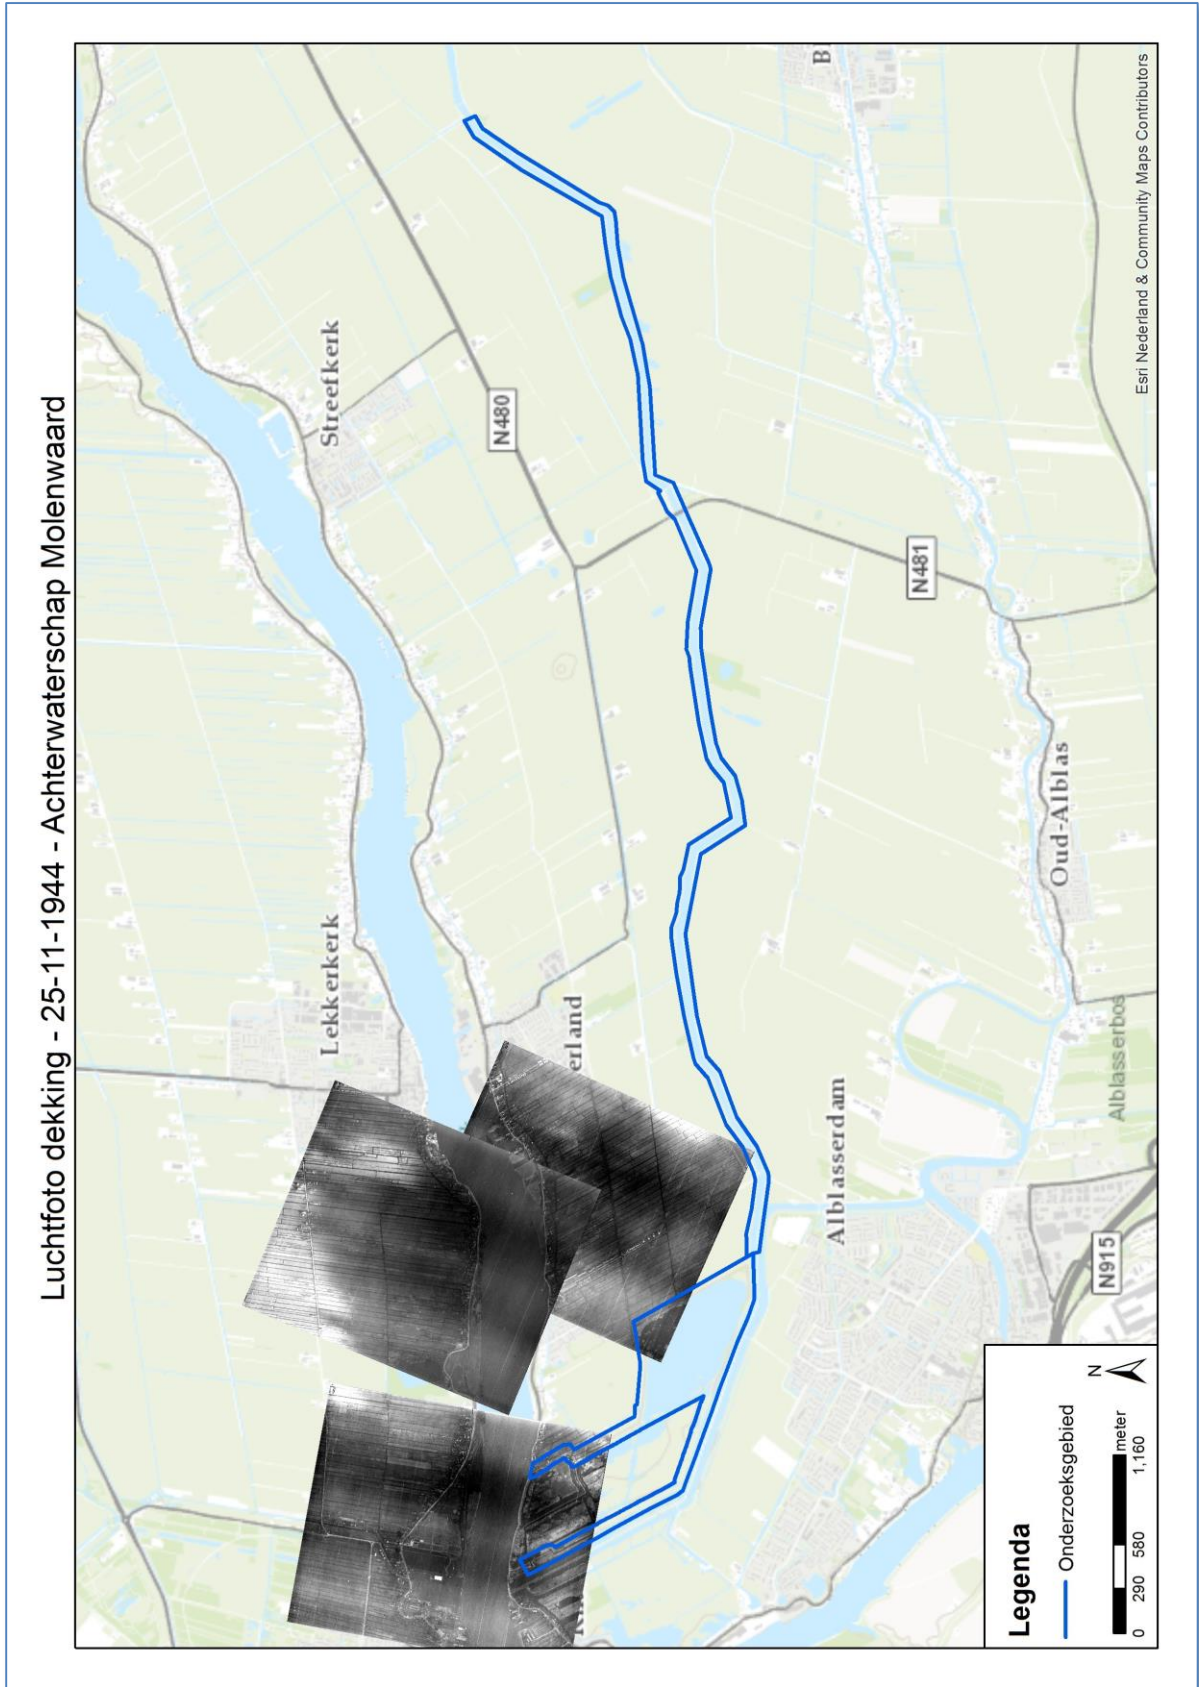 Luchtfoto dekking - 25-11-1944 - Achterwaterschap Molenwaard
Streefkerk
Lekkerkerk
N480
B
erland
N481
Alblasserdam
Oud-Alblas
Alblasserbos
N915
Legenda
Onderzoeksgebied
N
0 290 580 1,160
meter
Esri Nederland & Community Maps Contributors